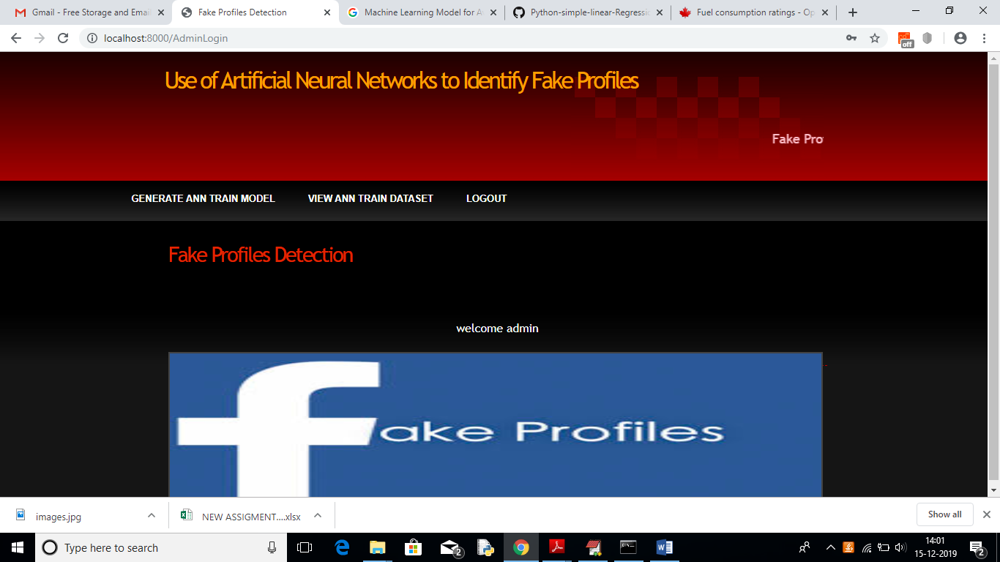 Gmail - Free Storage and Email
Fake Profiles Detection
Machine Learning Model for A
Python-simple-linear-Regressi
Fuel consumption ratings - Op
localhost:8000/AdminLogin
off
Use of Artificial Neural Networks to Identify Fake Profiles
Fake Pro
GENERATE ANN TRAIN MODEL VIEW ANN TRAIN DATASET LOGOUT
Fake Profiles Detection
welcome admin
fake Profiles
images.jpg
NEW ASSIGMENT....xlsx
Show all
Type here to search
2
14:01
15-12-2019
2